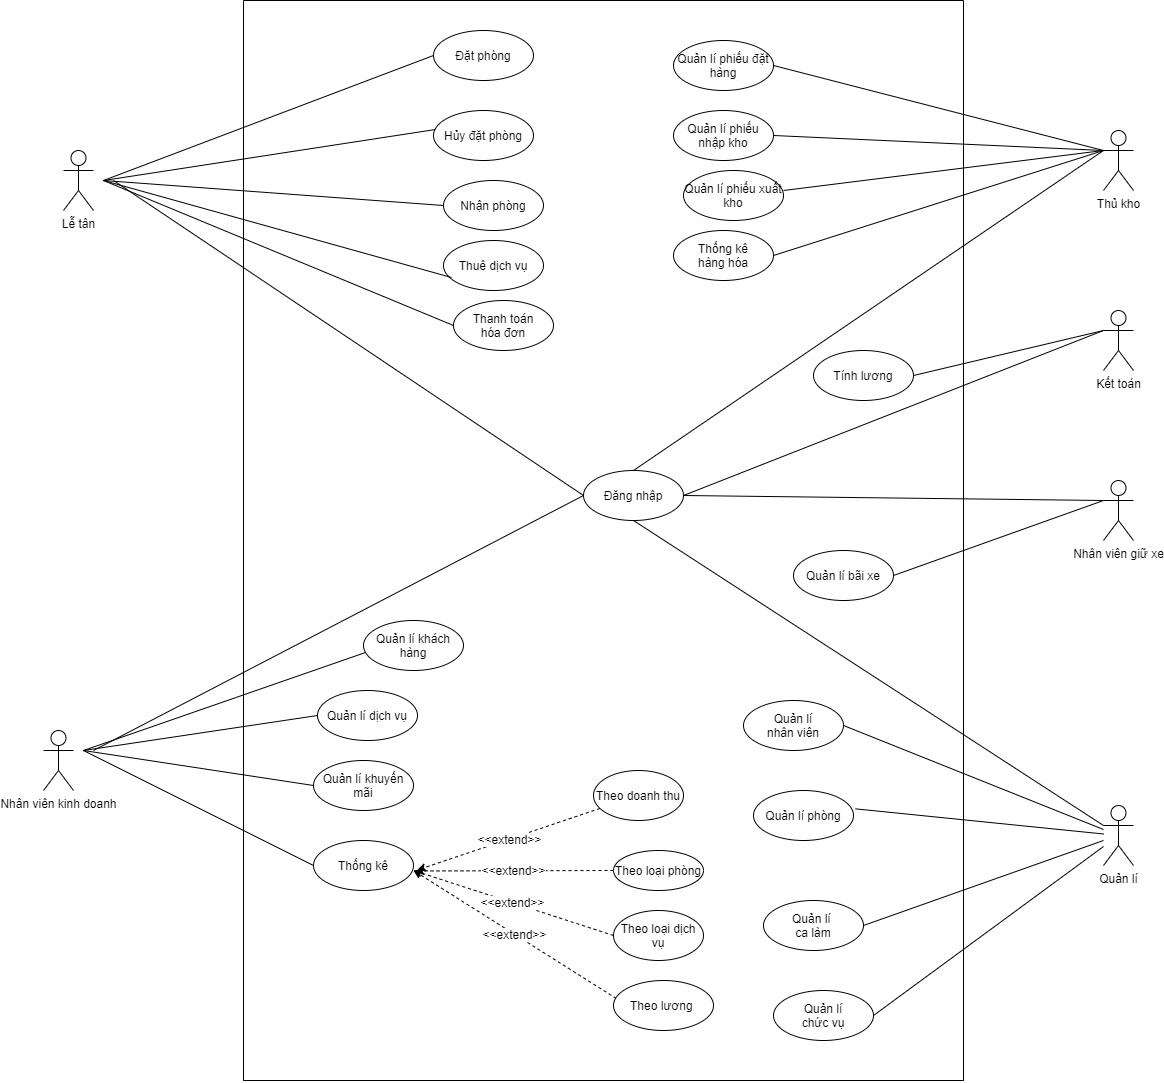 Đặt phòng
Quản lí phiếu đặt
hàng
Hủy đặt phòng
Quản lí phiếu
nhập kho
Lễ tân
Thủ kho
Nhận phòng
Quản lí phiếu xuất
kho
Thuê dịch vụ
Thống kê
hàng hóa
Thanh toán
hóa đơn
Tính lương
Kết toán
Đăng nhập
Nhân viên giữ xe
Quản lí bãi xe
Quản lí khách
hàng
Quản lí dịch vụ
Quản lí
nhân viên
Nhân viên kinh doanh
Quản lí khuyến
mãi
Theo doanh thu
Quản lí phòng
<<extend>>
Thống kê
<<extend>>
Theo loại phòng
Quản lí
<<extend>>
Theo loại dịch
vụ
Quản lí
ca làm
<<extend>>
Theo lương
Quản lí
chức vụ